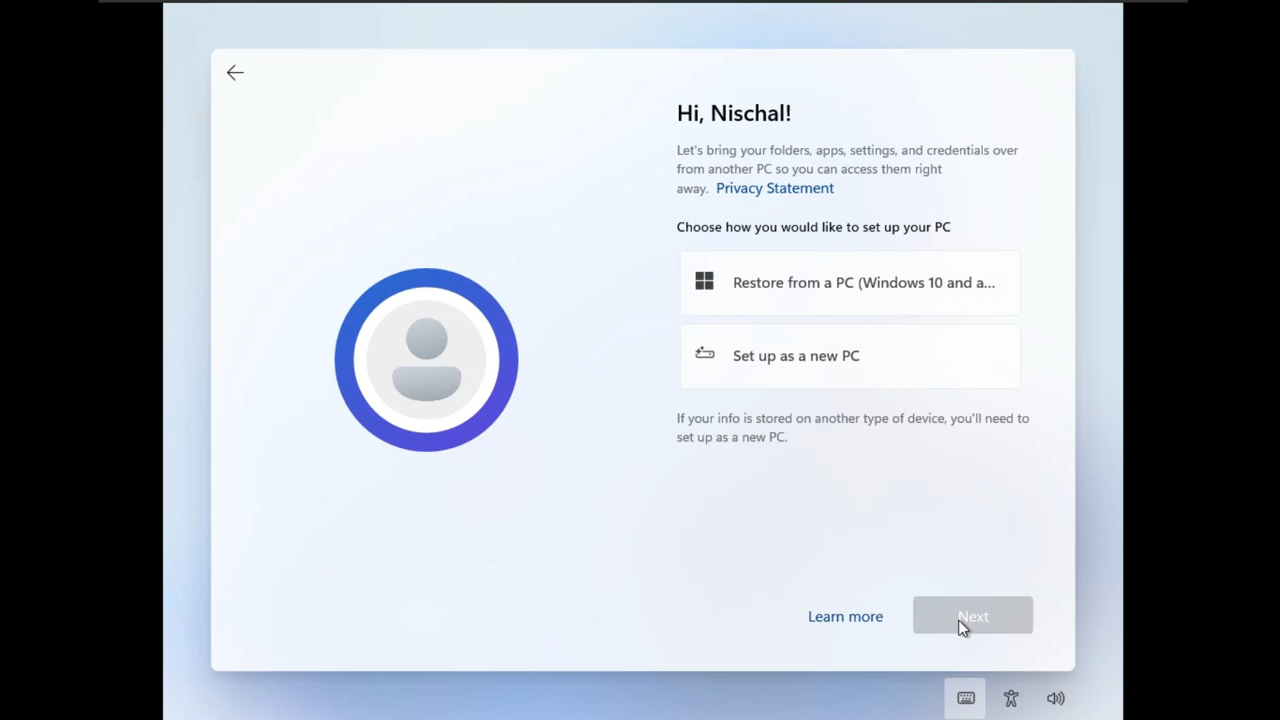 Hi, Nischal!
Let's bring your folders, apps, settings, and credentials over
from another PC so you can access them right
away. Privacy Statement
Choose how you would like to set up your PC
Restore from a PC (Windows 10 and a...
Set up as a new PC
If your info is stored on another type of device, you'll need to
set up as a new PC.
Learn more
Next